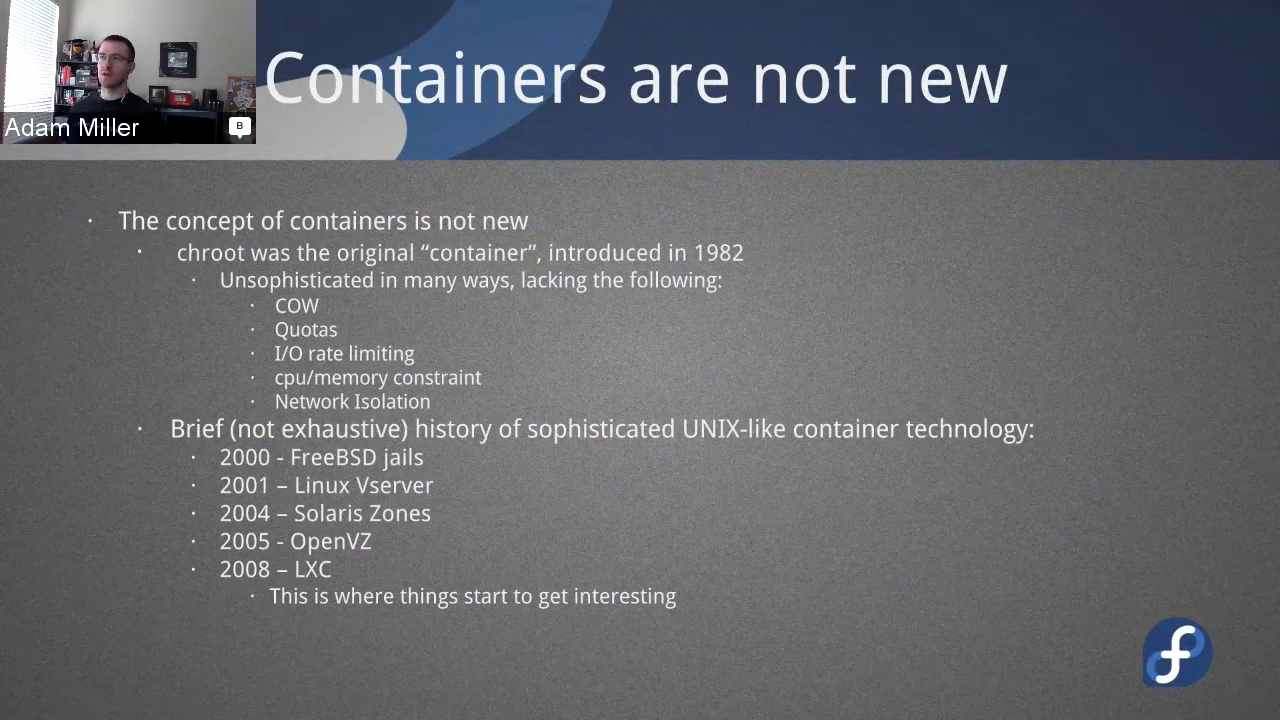 Containers are not new
Adam Miller
B
· The concept of containers is not new
· chroot was the original “container”, introduced in 1982
· Unsophisticated in many ways, lacking the following:
· COW
· Quotas
· I/O rate limiting
· cpu/memory constraint
· Network Isolation
· Brief (not exhaustive) history of sophisticated UNIX-like container technology:
· 2000 - FreeBSD jails
· 2001 – Linux Vserver
· 2004 – Solaris Zones
· 2005 - OpenVZ
· 2008 – LXC
· This is where things start to get interesting